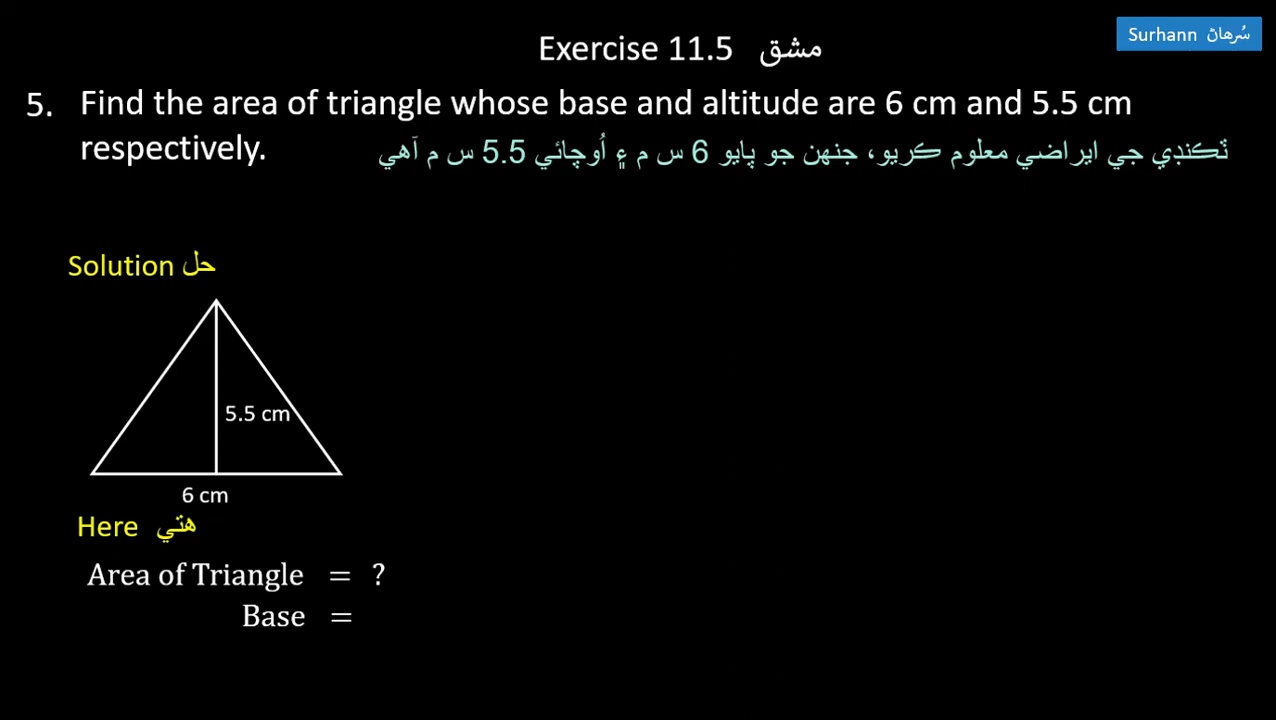 Surhann سُرهاڻ
Exercise 11.5 مشق
5. Find the area of triangle whose base and altitude are 6 cm and 5.5 cm
respectively.
ٽڪنڊي جي ايراضي معلوم ڪريو، جنهن جو پايو 6 س م ۽ اُوچائي 5.5 س م آهي
Solution حل
5.5 cm
6 cm
Here هتي
Area of Triangle = ?
Base =